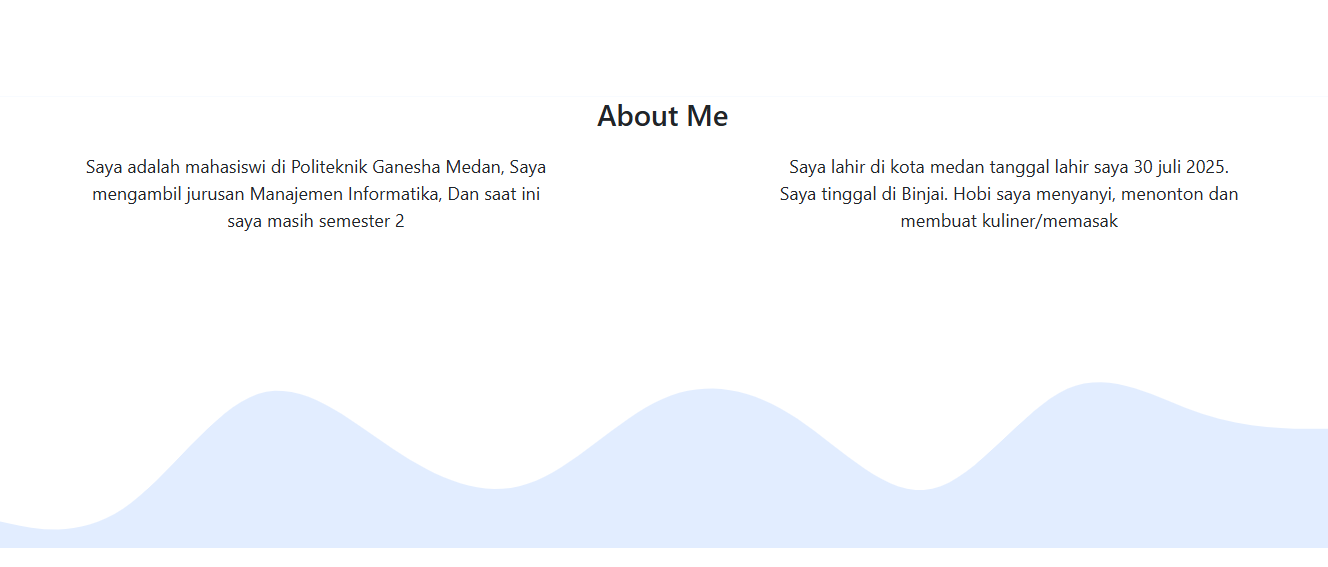 About Me
Saya adalah mahasiswi di Politeknik Ganesha Medan, Saya
mengambil jurusan Manajemen Informatika, Dan saat ini
saya masih semester 2
Saya lahir di kota medan tanggal lahir saya 30 juli 2025.
Saya tinggal di Binjai. Hobi saya menyanyi, menonton dan
membuat kuliner/memasak